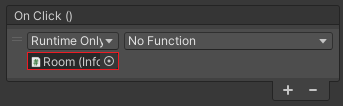 On Click ()
Runtime Only No Function
Room (Info
+ −